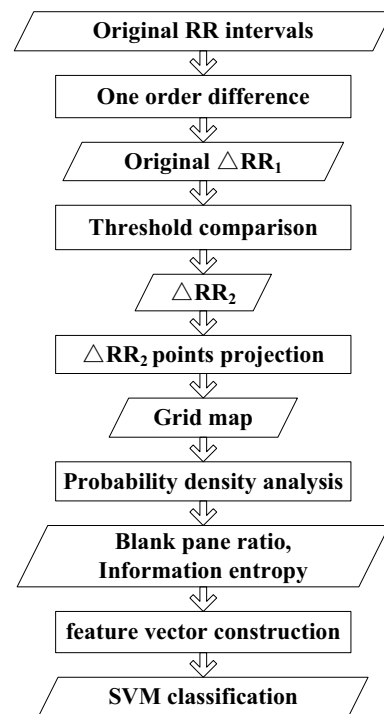 Original RR intervals
One order difference
Original △RR₁
Threshold comparison
△RR₂
△RR₂ points projection
Grid map
Probability density analysis
Blank pane ratio,
Information entropy
feature vector construction
SVM classification